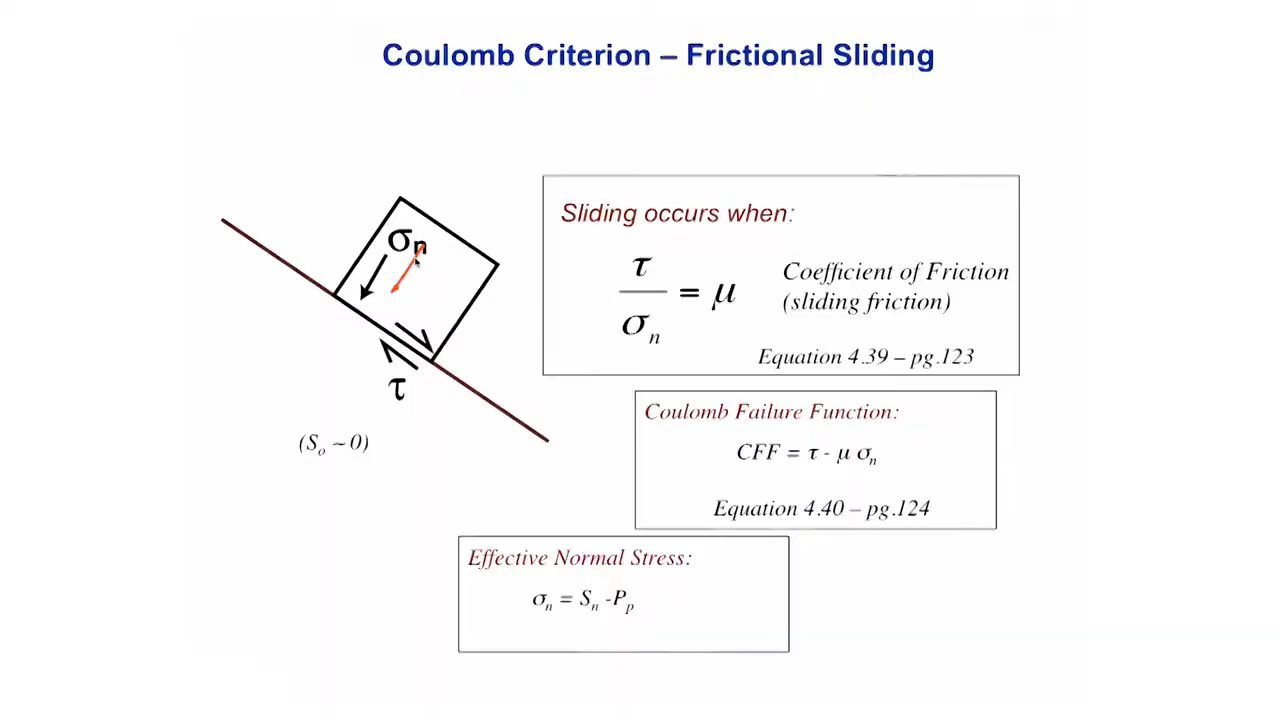 Coulomb Criterion – Frictional Sliding
σn
τ
(So ~ 0)
Sliding occurs when:
τ
σn
= μ
Coefficient of Friction
(sliding friction)
Equation 4.39 – pg.123
Coulomb Failure Function:
CFF = τ - μ σn
Equation 4.40 – pg.124
Effective Normal Stress:
σn = Sn -Pp